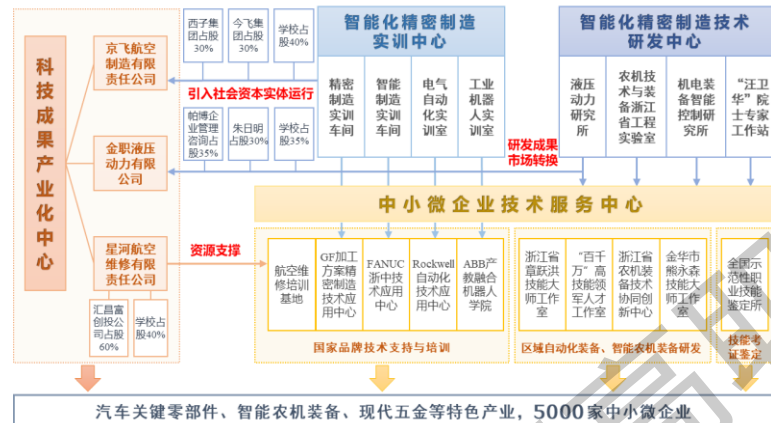 科技成果产业化中心
京飞航空
制造有限
责任公司
金职液压
动力有限
公司
星河航空
维修有限
责任公司
汇昌富
创投公
司占股
60%
学校占
股40%
西子集
团占股
30%
今飞集
团占股
30%
学校占
股40%
引入社会资本实体运行
帕博企
业管理
咨询占
股35%
朱日明
占股30%
学校占
股35%
资源支撑
智能化精密制造
实训中心
精密
制造
实训
车间
智能
制造
实训
车间
电气
自动
化实
训室
工业
机器
人实
训室
智能化精密制造技术
研发中心
液压
动力
研究
所
农机技
术与装
备浙江
省工程
实验室
机电装
备智能
控制研
究所
“汪卫
华”院
士专家
工作站
研发成果
市场转换
中小微企业技术服务中心
航空维
修培训
基地
GF加工
方案精
密制造
技术应
用中心
FANUC
浙中技
术应用
中心
Rockwell
自动化
技术应
用中心
ABB产
教融合
机器人
学院
国家品牌技术支持与培训
浙江省
章跃洪
技能大
师工作
室
“百千
万”高
技能领
军人才
工作室
浙江省
农机装
备技术
协同创
新中心
金华市
熊永森
技能大
师工作
室
区域自动化装备、智能农机装备研发
全国示
范性职
业技能
鉴定所
技能考
证鉴定
汽车关键零部件、智能农机装备、现代五金等特色产业，5000家中小微企业